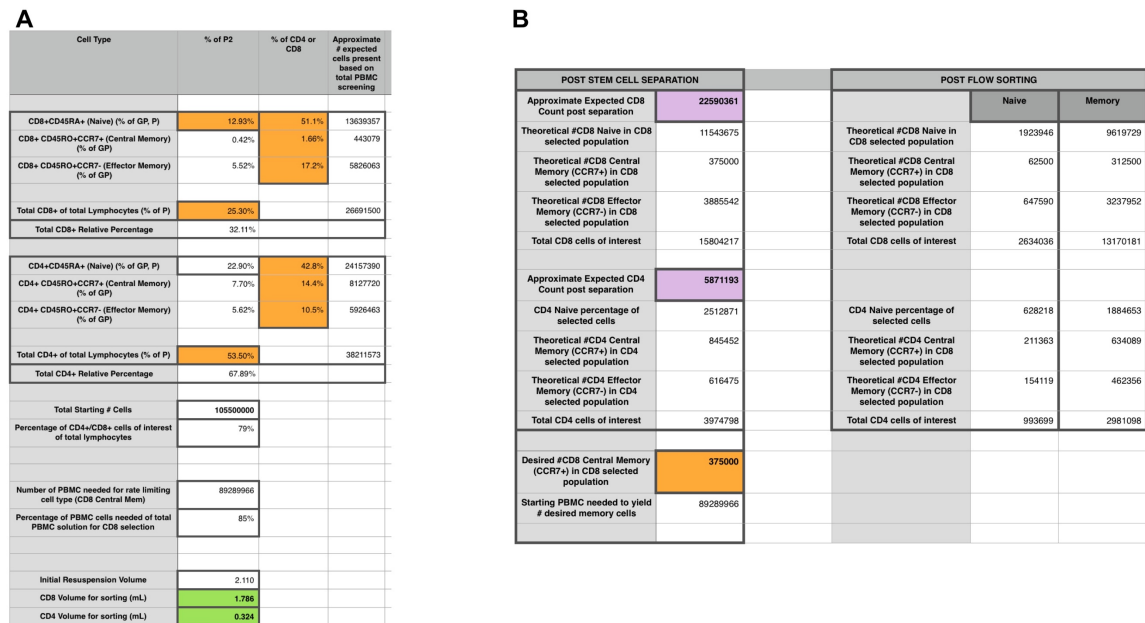 A
Cell Type % of P2 % of CD4 or Approximate
CD8 # expected
cells present
based on
total PBMC
screening
CD8+CD45RA+ (Naive) (% of GP, P) 12.93% 51.1% 13639357
CD8+ CD45RO+CCR7+ (Central Memory) 0.42% 1.66% 443079
(% of GP)
CD8+ CD45RO+CCR7- (Effector Memory) 5.52% 17.2% 5826063
(% of GP)
Total CD8+ of total Lymphocytes (% of P) 25.30% 26691500
Total CD8+ Relative Percentage 32.11%
CD4+CD45RA+ (Naive) (% of GP, P) 22.90% 42.8% 24157390
CD4+ CD45RO+CCR7+ (Central Memory) 7.70% 14.4% 8127720
(% of GP)
CD4+ CD45RO+CCR7- (Effector Memory) 5.62% 10.5% 5926463
(% of GP)
Total CD4+ of total Lymphocytes (% of P) 53.50% 38211573
Total CD4+ Relative Percentage 67.89%
Total Starting # Cells 105500000
Percentage of CD4+/CD8+ cells of interest 79%
of total lymphocytes
Number of PBMC needed for rate limiting 89289966
cell type (CD8 Central Mem)
Percentage of PBMC cells needed of total 85%
PBMC solution for CD8 selection
Initial Resuspension Volume 2.110
CD8 Volume for sorting (mL) 1.786
CD4 Volume for sorting (mL) 0.324
B
POST STEM CELL SEPARATION
Approximate Expected CD8 22590361
Count post separation
Theoretical #CD8 Naive in CD8 11543675
selected population
Theoretical #CD8 Central 375000
Memory (CCR7+) in CD8
selected population
Theoretical #CD8 Effector 3885542
Memory (CCR7-) in CD8
selected population
Total CD8 cells of interest 15804217
Approximate Expected CD4 5871193
Count post separation
CD4 Naive percentage of 2512871
selected cells
Theoretical #CD4 Central 845452
Memory (CCR7+) in CD4
selected population
Theoretical #CD4 Effector 616475
Memory (CCR7-) in CD4
selected population
Total CD4 cells of interest 3974798
Desired #CD8 Central Memory 375000
(CCR7+) in CD8 selected
population
Starting PBMC needed to yield 89289966
# desired memory cells
POST FLOW SORTING
Naive Memory
Theoretical #CD8 Naive in 1923946 9619729
CD8 selected population
Theoretical #CD8 Central 62500 312500
Memory (CCR7+) in CD8
selected population
Theoretical #CD8 Effector 647590 3237952
Memory (CCR7-) in CD8
selected population
Total CD8 cells of interest 2634036 13170181
CD4 Naive percentage of 628218 1884653
selected cells
Theoretical #CD4 Central 211363 634089
Memory (CCR7+) in CD8
selected population
Theoretical #CD4 Effector 154119 462356
Memory (CCR7-) in CD8
selected population
Total CD4 cells of interest 993699 2981098